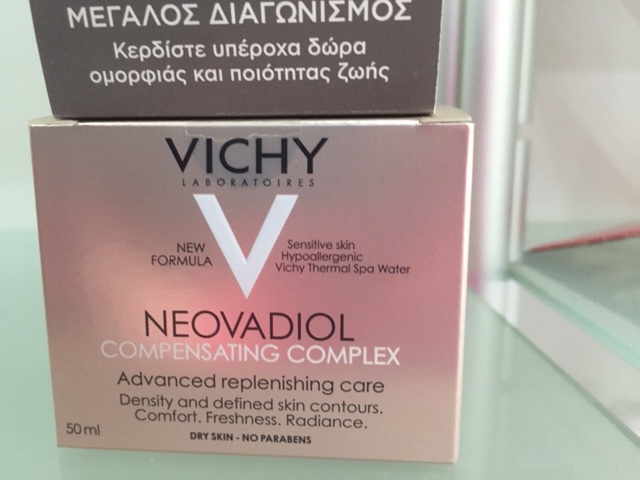 ΜΕΓΑΛΟΣ ΔΙΑΓΩΝΙΣΜΟΣ
Κερδίστε υπέροχα δώρα
ομορφιάς και ποιότητας ζωής
VICHY
LABORATOIRES
NEW
FORMULA
Sensitive skin
Hypoallergenic
Vichy Thermal Spa Water
NEOVADIOL
COMPENSATING COMPLEX
Advanced replenishing care
Density and defined skin contours.
Comfort. Freshness. Radiance.
50 ml
DRY SKIN - NO PARABENS